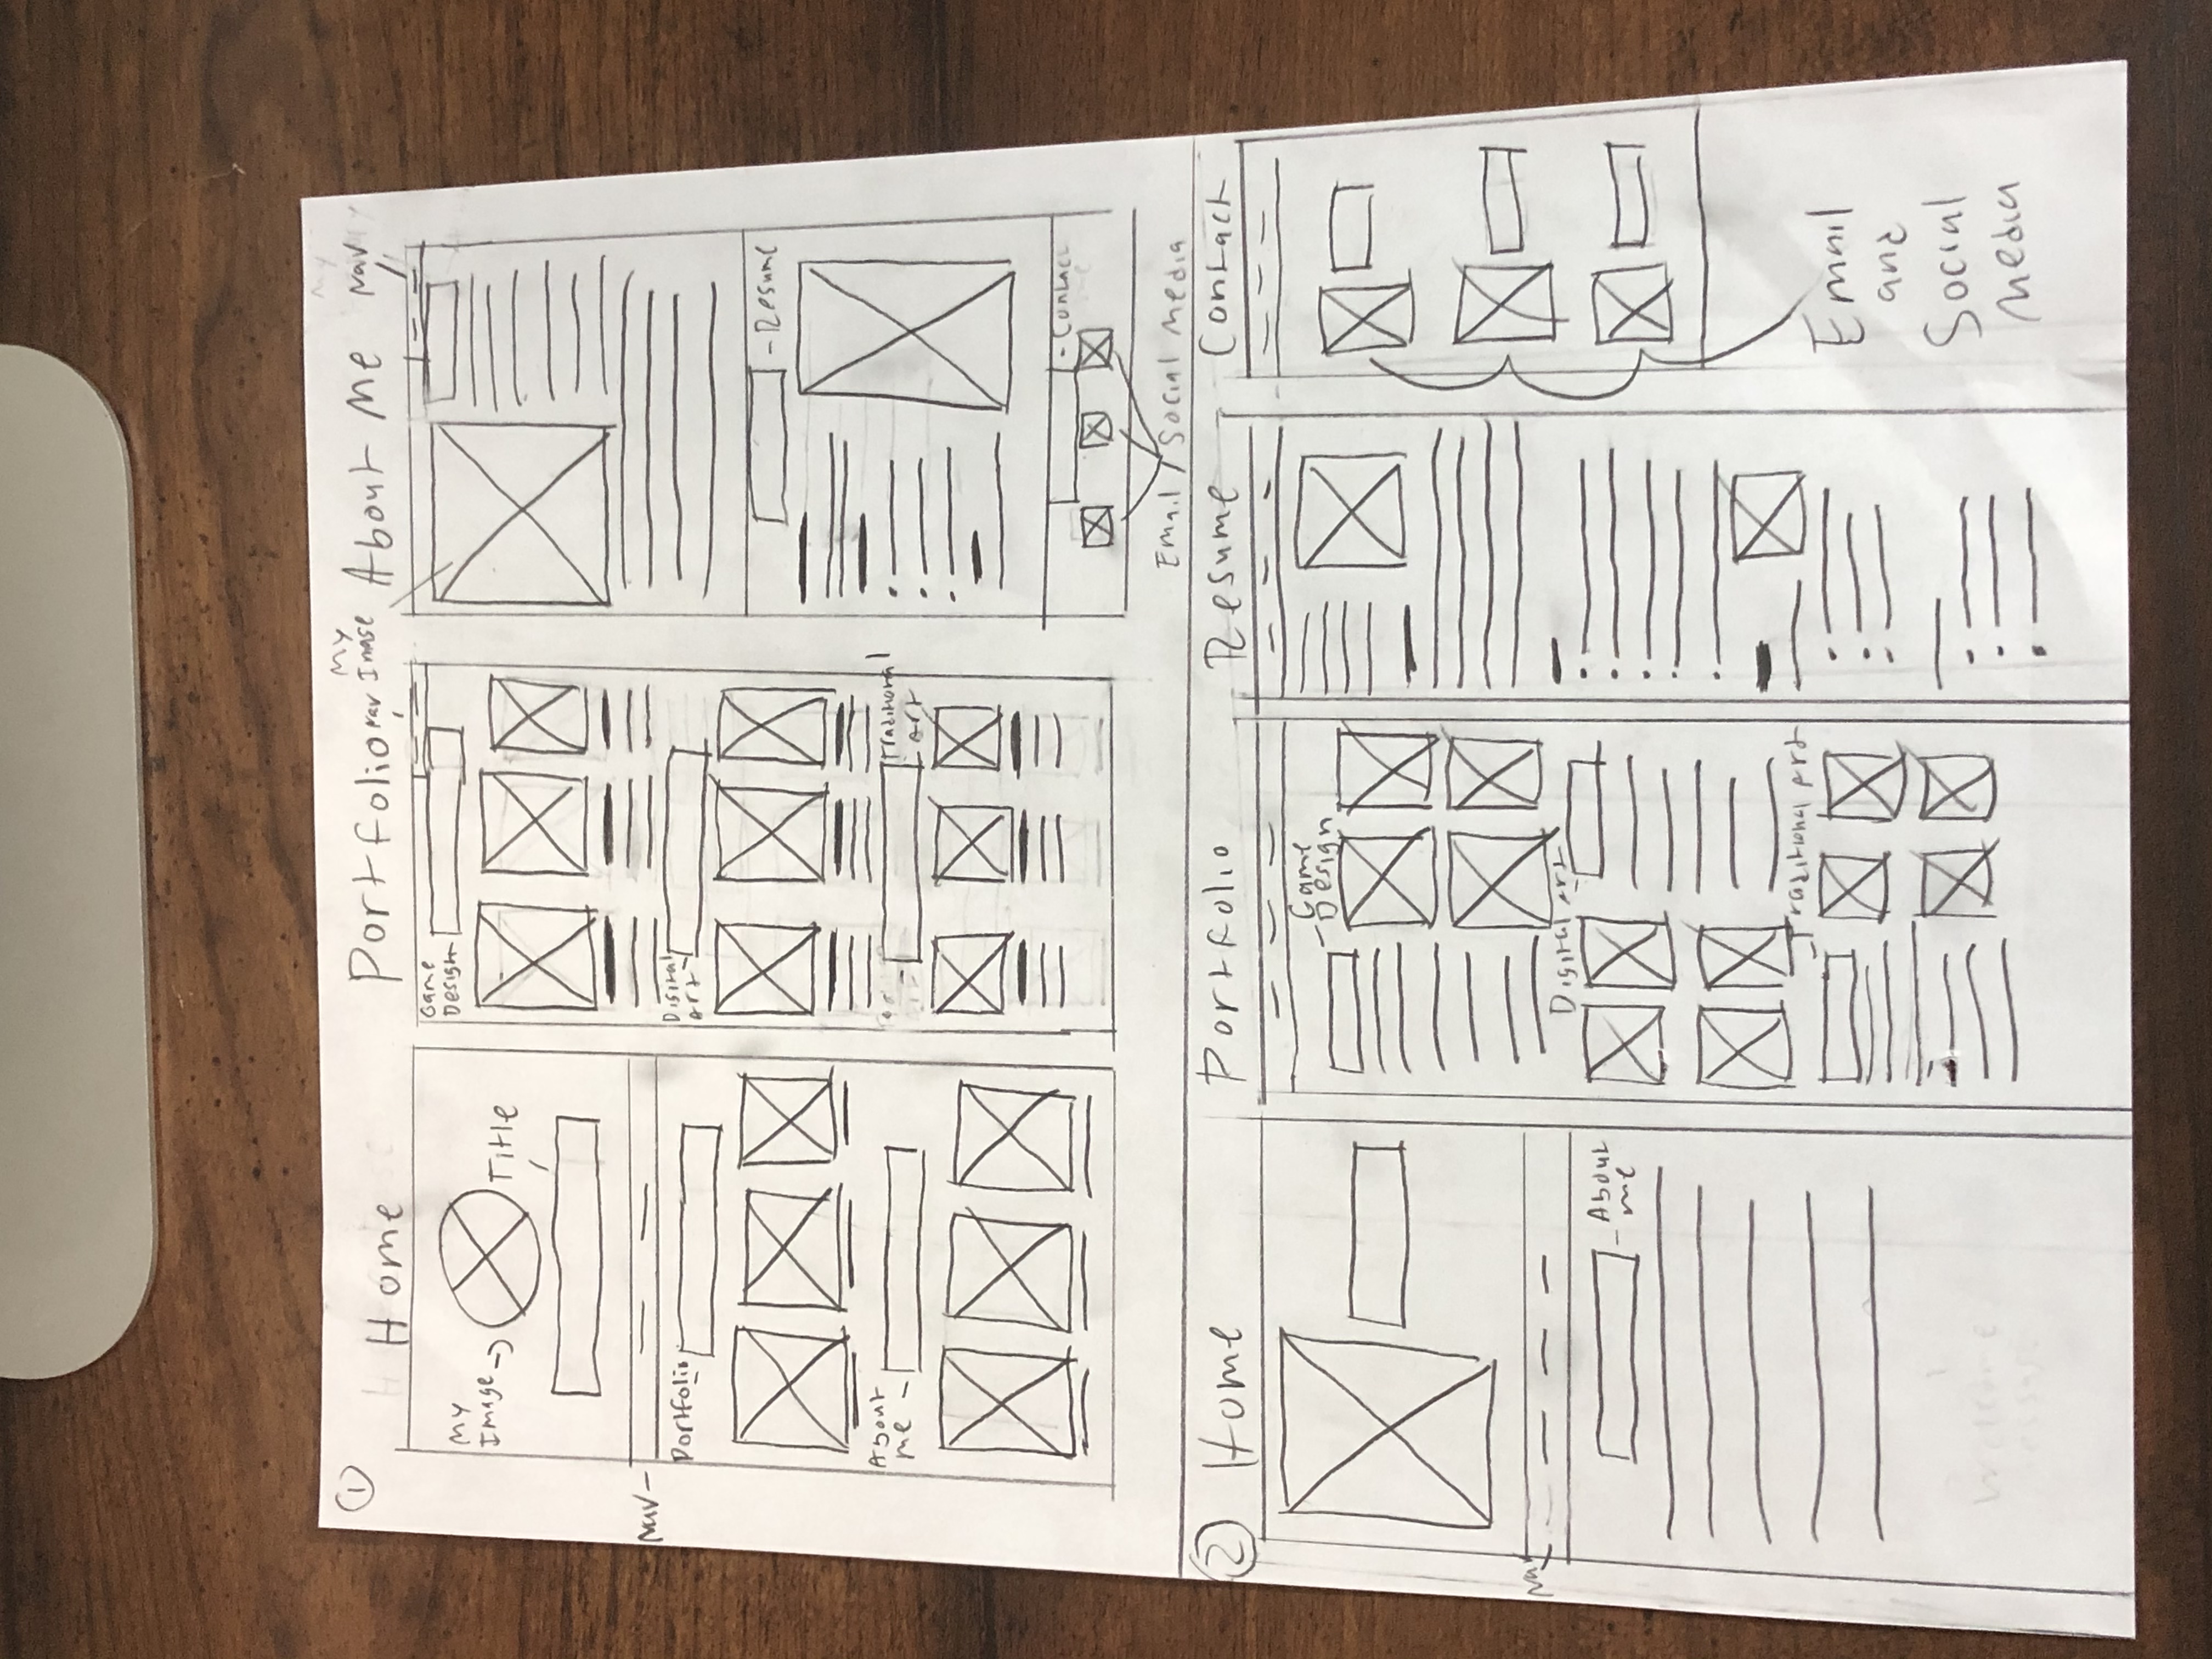 1
Home
Portfolio
Nav
My
Image
About Me
Nav
My
Image
Title
Nav
Portfolio
About
me
Game
Design
Digital
Art
Traditional
Art
Resume
Contact
me
Email / Social Media
2
Home
Portfolio
Resume
Contact
Nav
About
me
Game
Design
Digital art
Traditional Art
Email
and
Social
Media